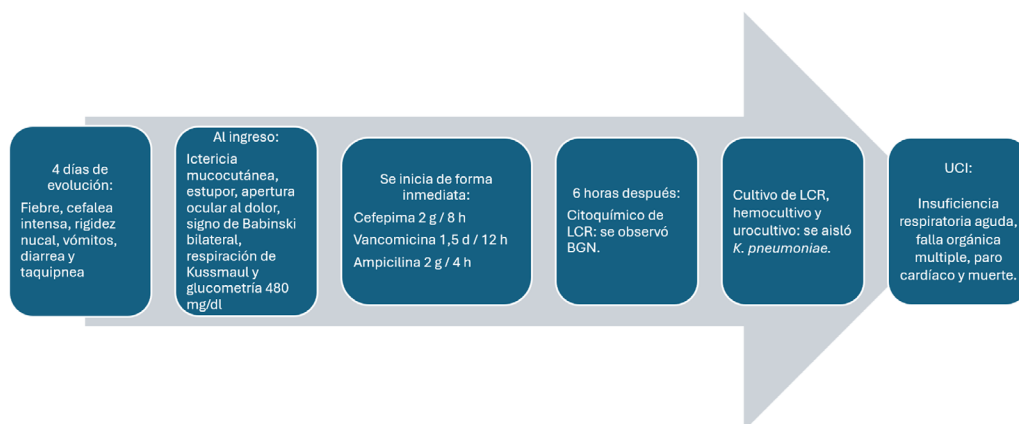 4 días de
evolución:
Fiebre, cefalea
intensa, rigidez
nucal, vómitos,
diarrea y
taquipnea
Al ingreso:
Ictericia
mucocutánea,
estupor, apertura
ocular al dolor,
signo de Babinski
bilateral,
respiración de
Kussmaul y
glucometría 480
mg/dl
Se inicia de forma
inmediata:
Cefepima 2 g / 8 h
Vancomicina 1,5 d / 12 h
Ampicilina 2 g / 4 h
6 horas después:
Citoquímico de
LCR: se observó
BGN.
Cultivo de LCR,
hemocultivo y
urocultivo: se aisló
K. pneumoniae.
UCI:
Insuficiencia
respiratoria aguda,
falla orgánica
multiple, paro
cardíaco y muerte.